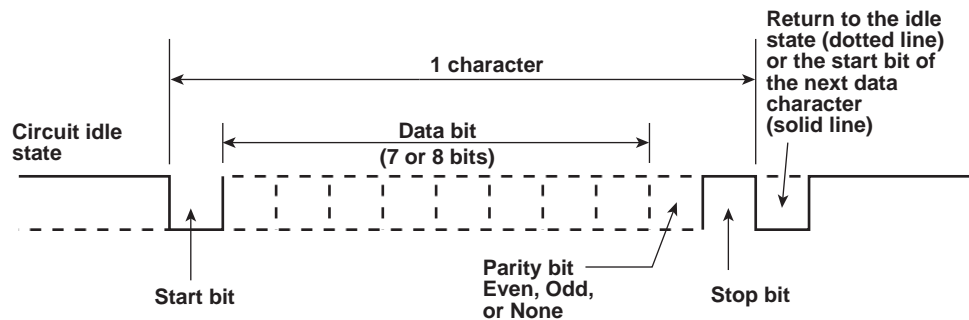 Return to the idle
state (dotted line)
or the start bit of
the next data
character
(solid line)
1 character
Circuit idle
state
Data bit
(7 or 8 bits)
Start bit
Parity bit
Even, Odd,
or None
Stop bit